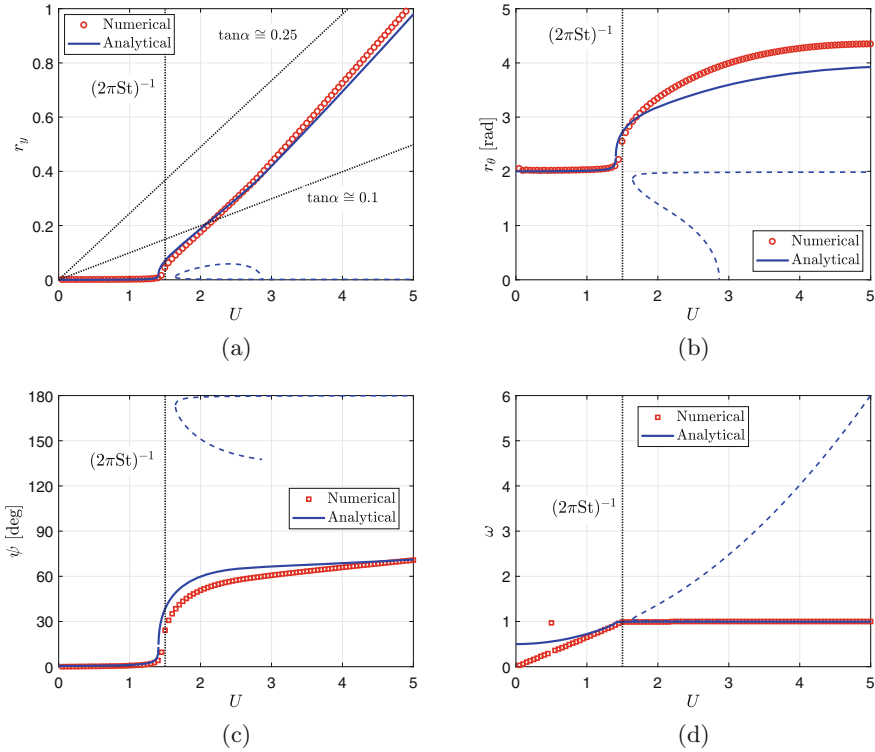 1
0.8
0.6
0.4
0.2
0
r_y
0 1 2 3 4 5
U
Numerical
Analytical
(2πSt)⁻¹
tanα ≅ 0.25
tanα ≅ 0.1
(a)
5
4
3
2
1
0
r_θ [rad]
0 1 2 3 4 5
U
(2πSt)⁻¹
Numerical
Analytical
(b)
180
150
120
90
60
30
0
ψ [deg]
0 1 2 3 4 5
U
(2πSt)⁻¹
Numerical
Analytical
(c)
6
5
4
3
2
1
0
ω
0 1 2 3 4 5
U
Numerical
Analytical
(2πSt)⁻¹
(d)